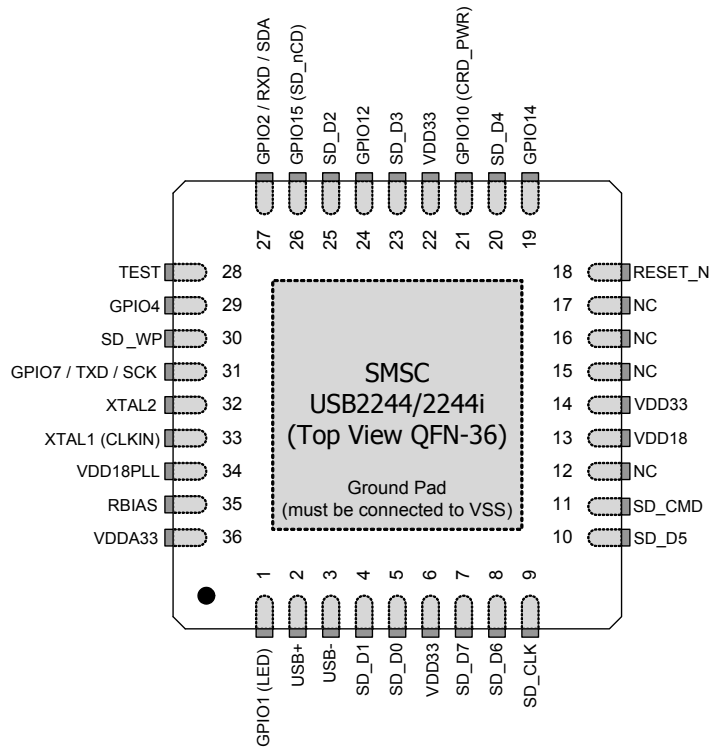 GPIO2 / RXD / SDA
GPIO15 (SD_nCD)
SD_D2
GPIO12
SD_D3
VDD33
GPIO10 (CRD_PWR)
SD_D4
GPIO14
27
26
25
24
23
22
21
20
19
TEST 28
GPIO4 29
SD_WP 30
GPIO7 / TXD / SCK 31
XTAL2 32
XTAL1 (CLKIN) 33
VDD18PLL 34
RBIAS 35
VDDA33 36
SMSC
USB2244/2244i
(Top View QFN-36)
Ground Pad
(must be connected to VSS)
18 RESET_N
17 NC
16 NC
15 NC
14 VDD33
13 VDD18
12 NC
11 SD_CMD
10 SD_D5
1
2
3
4
5
6
7
8
9
GPIO1 (LED)
USB+
USB-
SD_D1
SD_D0
VDD33
SD_D7
SD_D6
SD_CLK